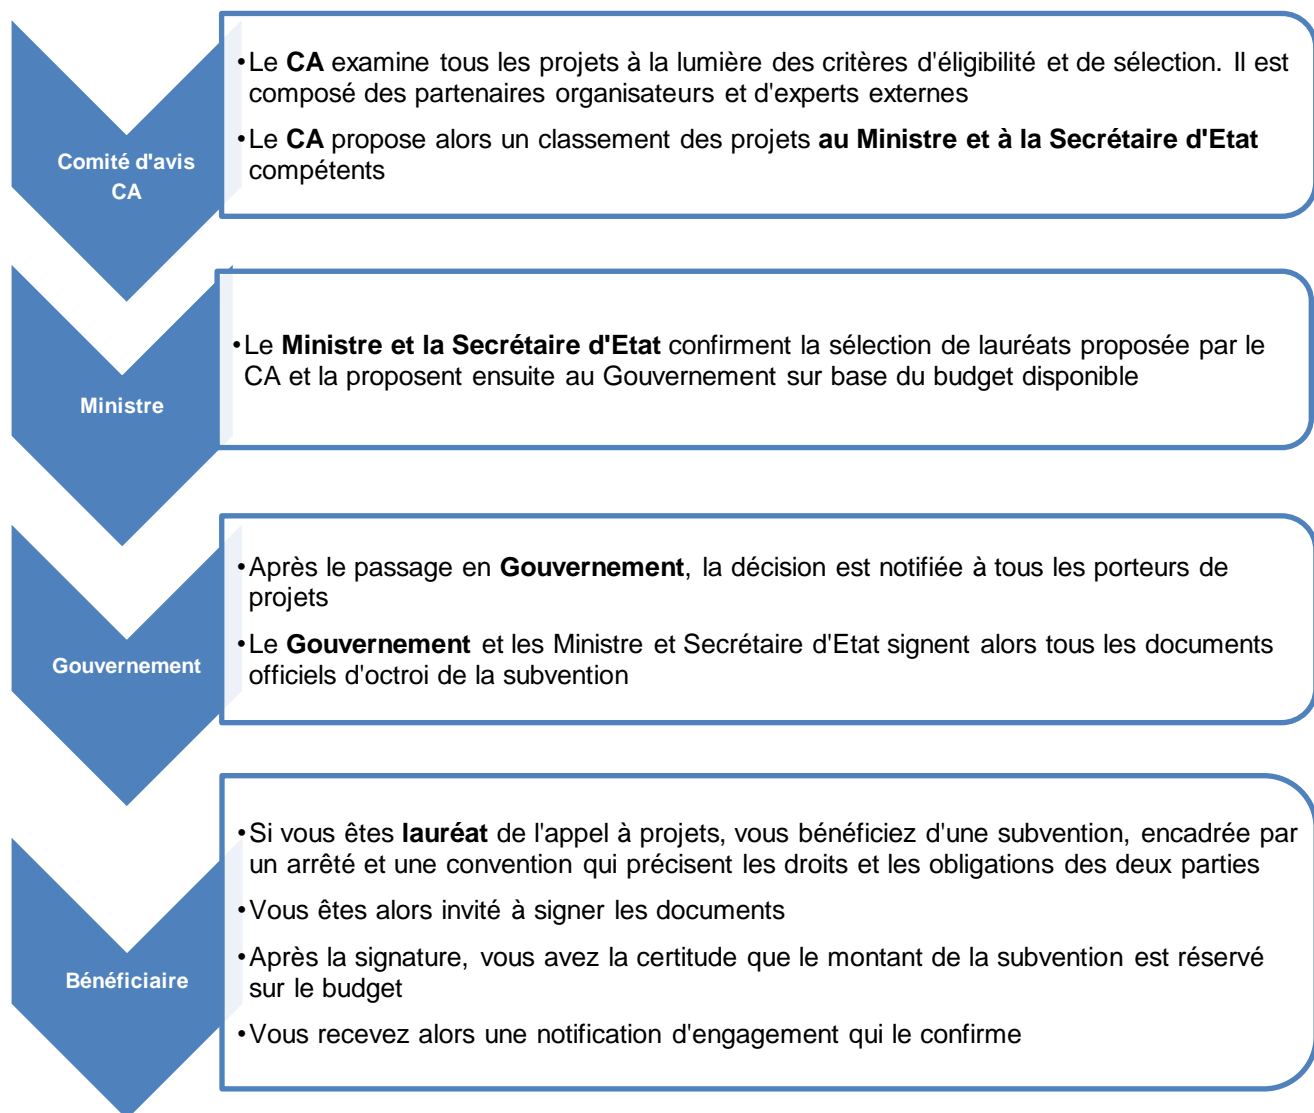 •Le CA examine tous les projets à la lumière des critères d'éligibilité et de sélection. Il est
composé des partenaires organisateurs et d'experts externes
•Le CA propose alors un classement des projets au Ministre et à la Secrétaire d'Etat
compétents
Comité d'avis
CA
•Le Ministre et la Secrétaire d'Etat confirment la sélection de lauréats proposée par le
CA et la proposent ensuite au Gouvernement sur base du budget disponible
Ministre
•Après le passage en Gouvernement, la décision est notifiée à tous les porteurs de
projets
•Le Gouvernement et les Ministre et Secrétaire d'Etat signent alors tous les documents
officiels d'octroi de la subvention
Gouvernement
•Si vous êtes lauréat de l'appel à projets, vous bénéficiez d'une subvention, encadrée par
un arrêté et une convention qui précisent les droits et les obligations des deux parties
•Vous êtes alors invité à signer les documents
•Après la signature, vous avez la certitude que le montant de la subvention est réservé
sur le budget
•Vous recevez alors une notification d'engagement qui le confirme
Bénéficiaire